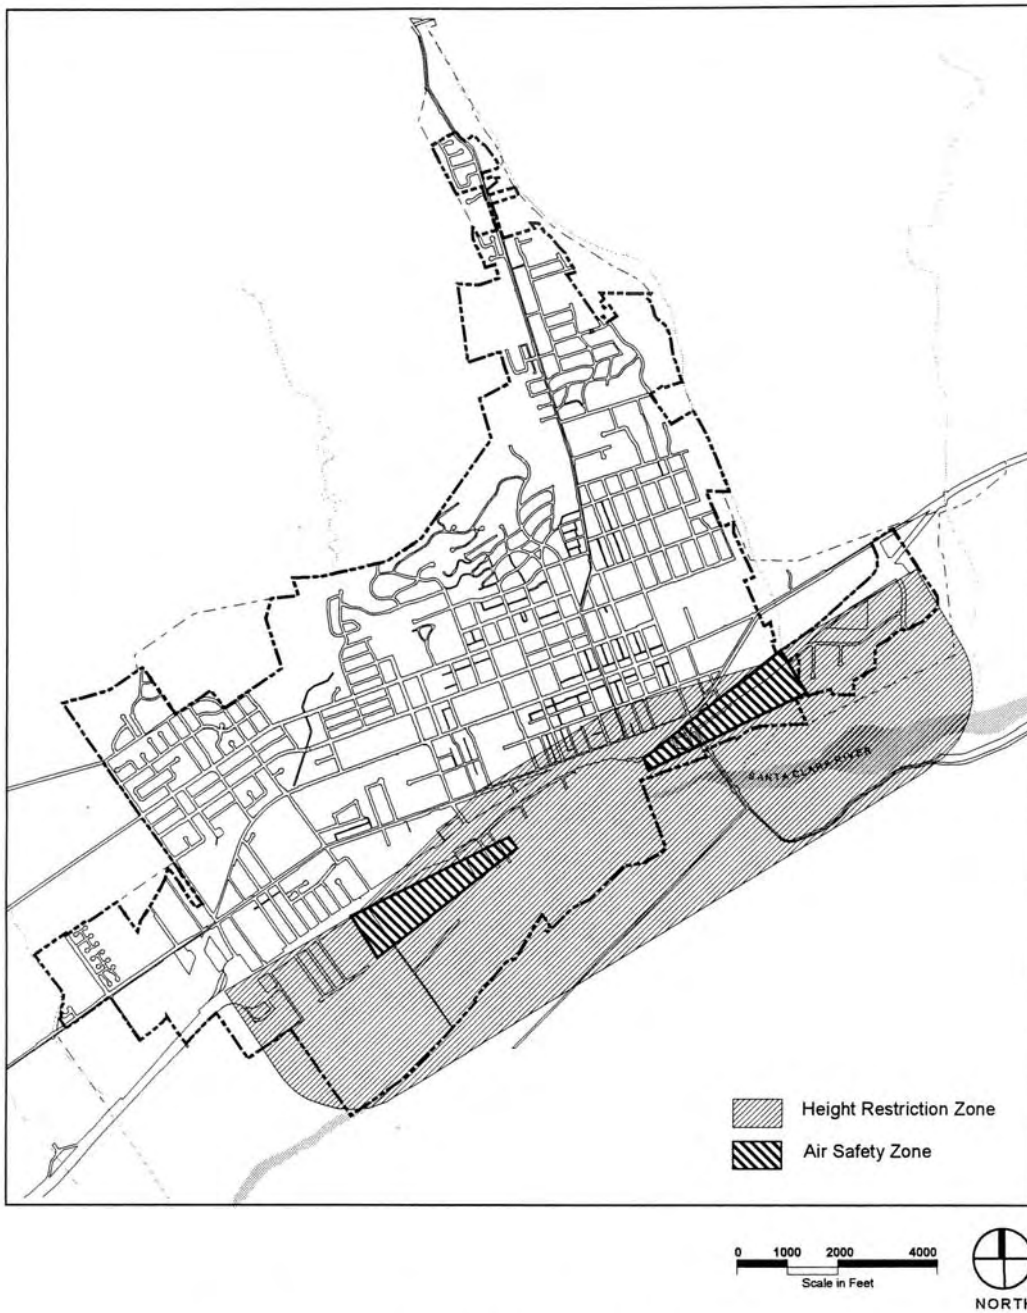 SANTA CLARA RIVER
Height Restriction Zone
Air Safety Zone
0 1000 2000 4000
Scale in Feet
NORTH